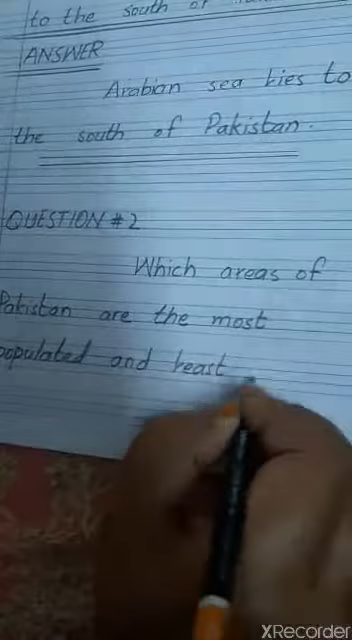 to the south of
ANSWER
Arabian sea lies to
the south of Pakistan.
QUESTION # 2
Which areas of
Pakistan are the most
populated and least
XRecorder